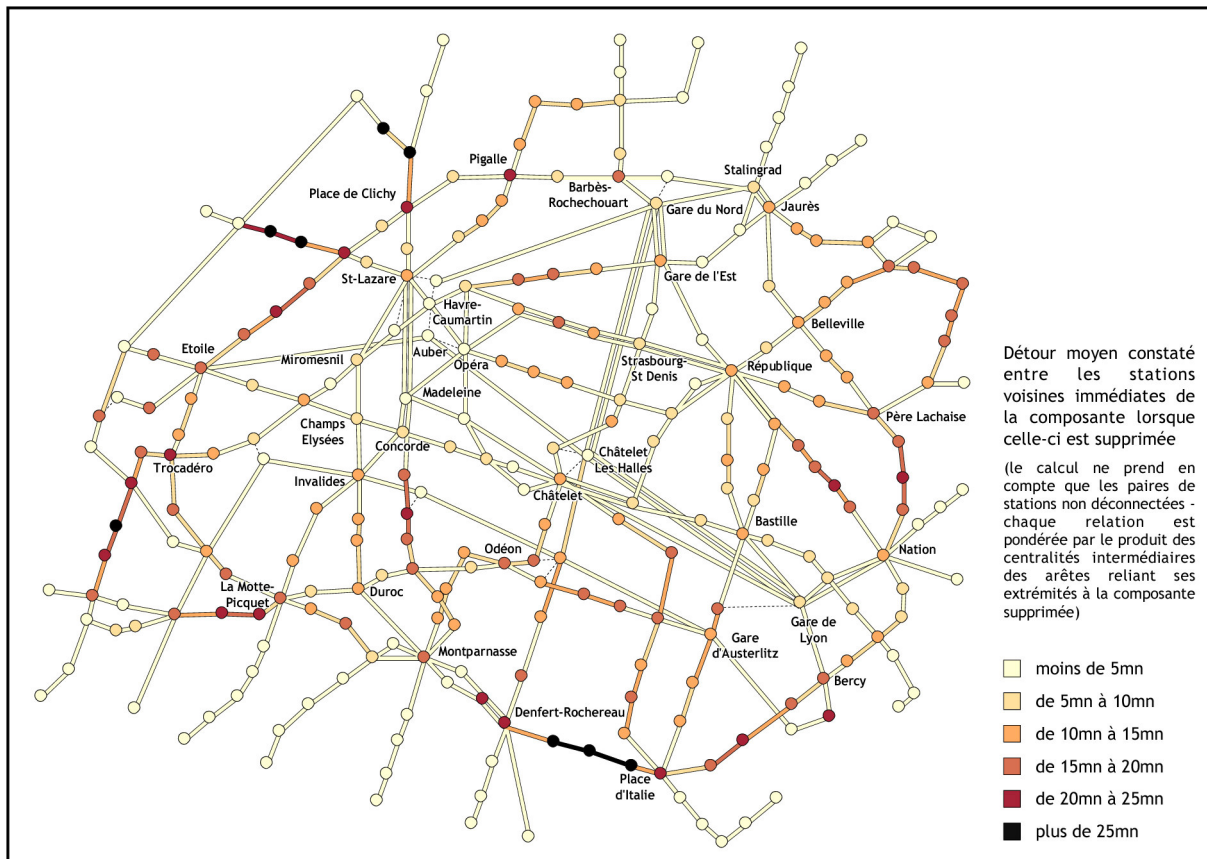 Pigalle
Place de Clichy
Barbès-
Rochechouart
Stalingrad
Gare du Nord
Jaurès
St-Lazare
Gare de l'Est
Havre-
Caumartin
Belleville
Etoile
Miromesnil
Auber
Opéra
Strasbourg-
St Denis
République
Madeleine
Père Lachaise
Champs
Elysées
Concorde
Trocadéro
Invalides
Châtelet
Les Halles
Châtelet
Bastille
Nation
Odéon
La Motte-
Picquet
Duroc
Gare de
Lyon
Gare
d'Austerlitz
Montparnasse
Bercy
Denfert-Rochereau
Place
d'Italie
Détour moyen constaté
entre les stations
voisines immédiates de
la composante lorsque
celle-ci est supprimée
(le calcul ne prend en
compte que les paires de
stations non déconnectées -
chaque relation est
pondérée par le produit des
centralités intermédiaires
des arêtes reliant ses
extrémités à la composante
supprimée)
moins de 5mn
de 5mn à 10mn
de 10mn à 15mn
de 15mn à 20mn
de 20mn à 25mn
plus de 25mn